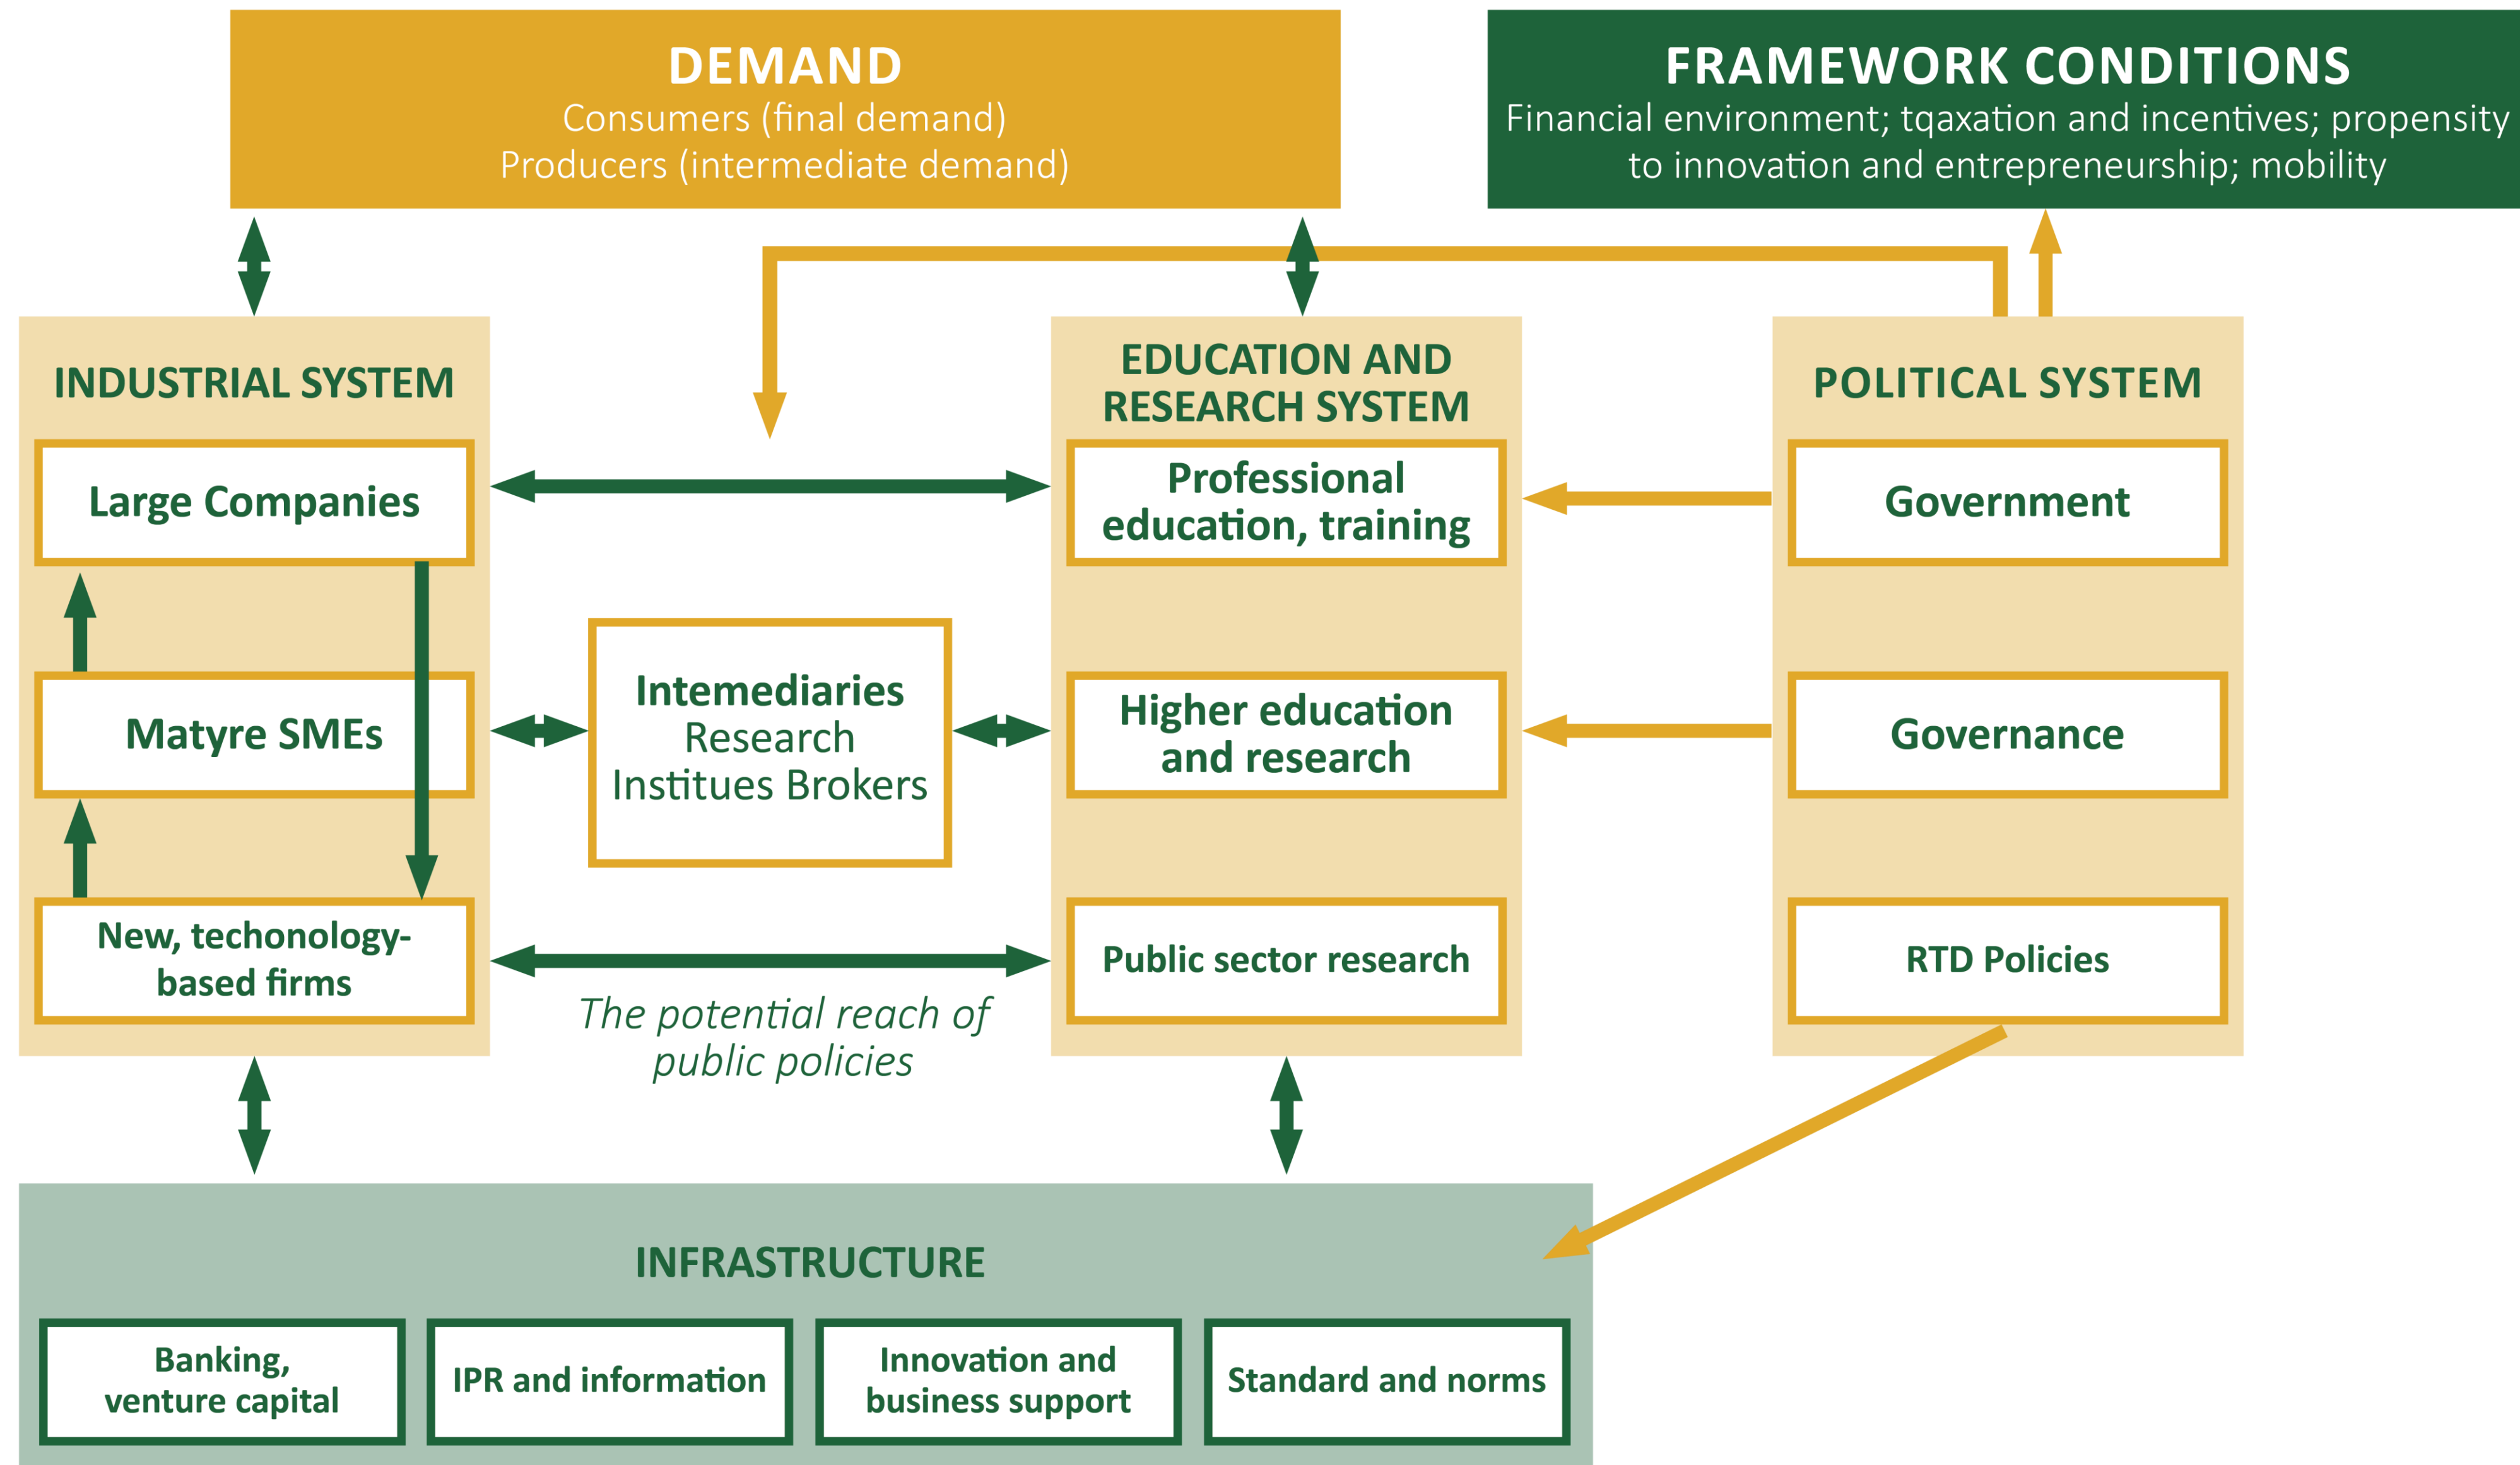 DEMAND
Consumers (final demand)
Producers (intermediate demand)
FRAMEWORK CONDITIONS
Financial environment; tqaxation and incentives; propensity
to innovation and entrepreneurship; mobility
INDUSTRIAL SYSTEM
Large Companies
Matyre SMEs
New, techonology-
based firms
Intemediaries
Research
Institues Brokers
The potential reach of
public policies
EDUCATION AND
RESEARCH SYSTEM
Professional
education, training
Higher education
and research
Public sector research
POLITICAL SYSTEM
Government
Governance
RTD Policies
INFRASTRUCTURE
Banking,
venture capital
IPR and information
Innovation and
business support
Standard and norms